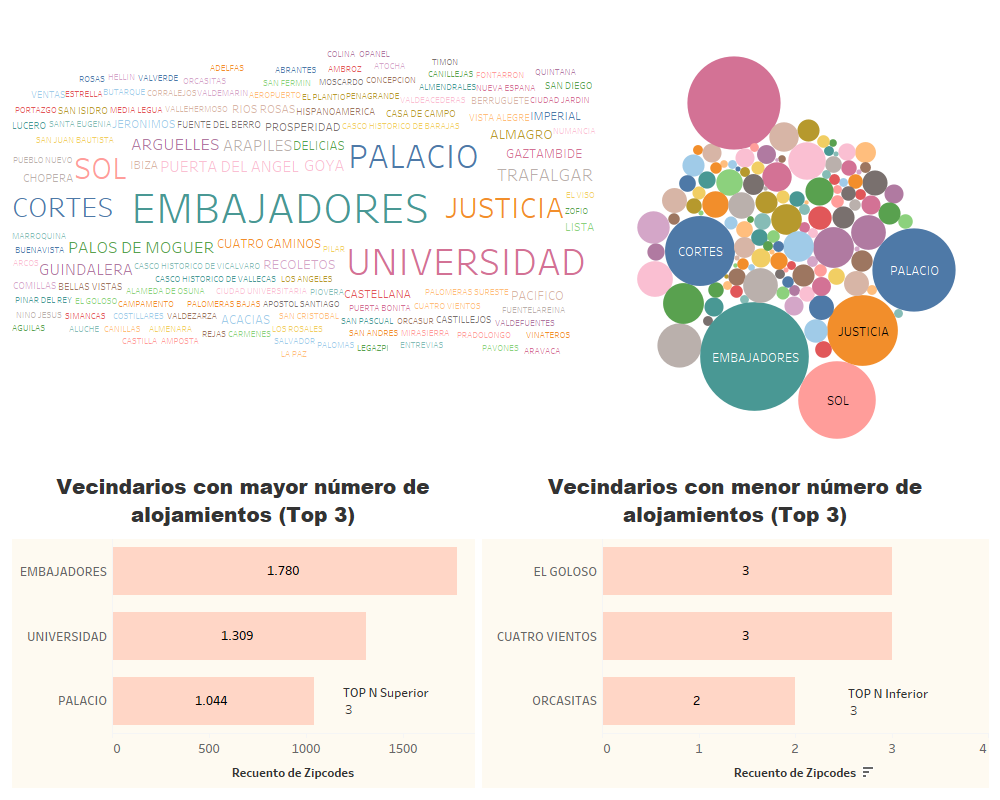 COLINA OPANEL
ADELFAS AMBROZ ATOCHA TIMON
ROSAS HELLIN VALVERDE ORCASITAS ABRANTES MOSCARDO CONCEPCION CANILLEJAS FONTARRON QUINTANA
SAN FERMIN ALMENDRALES NUEVA ESPANA SAN DIEGO
VENTAS ESTRELLA BUTARQUE CORRALEJOS VALDEMARIN AEROPUERTO EL PLANTIO PENAGRANDE VALDEACEDERAS BERRUGUETE CIUDAD JARDIN
PORTAZGO SAN ISIDRO MEDIA LEGUA VALLEHERMOSO RIOS ROSAS HISPANOAMERICA CASA DE CAMPO VISTA ALEGRE IMPERIAL
LUCERO SANTA EUGENIA JERONIMOS FUENTE DEL BERRO PROSPERIDAD CASCO HISTORICO DE BARAJAS ALMAGRO NUMANCIA
SAN JUAN BAUTISTA ARGUELLES ARAPILES DELICIAS PALACIO GAZTAMBIDE
PUEBLO NUEVO SOL IBIZA PUERTA DEL ANGEL GOYA
CHOPERA TRAFALGAR
CORTES EMBAJADORES JUSTICIA EL VISO
ZOFIO
LISTA
MARROQUINA
BUENAVISTA PALOS DE MOGUER CUATRO CAMINOS PILAR UNIVERSIDAD
ARCOS GUINDALERA CASCO HISTORICO DE VICALVARO RECOLETOS
CASCO HISTORICO DE VALLECAS LOS ANGELES
COMILLAS BELLAS VISTAS ALAMEDA DE OSUNA CIUDAD UNIVERSITARIA PIOVERA CASTELLANA PALOMERAS SURESTE PACIFICO
PINAR DEL REY EL GOLOSO CAMPAMENTO PALOMERAS BAJAS APOSTOL SANTIAGO PUERTA BONITA CUATRO VIENTOS FUENTELAREINA
NINO JESUS SIMANCAS COSTILLARES VALDEZARZA ACACIAS SAN CRISTOBAL SAN PASCUAL ORCASUR CASTILLEJOS VALDEFUENTES
AGUILAS ALUCHE CANILLAS ALMENARA REJAS CARMENES LOS ROSALES SAN ANDRES MIRASIERRA PRADOLONGO VINATEROS
CASTILLA AMPOSTA SALVADOR PALOMAS LEGAZPI ENTREVIAS PAVONES ARAVACA
LA PAZ
CORTES
PALACIO
JUSTICIA
EMBAJADORES
SOL
Vecindarios con mayor número de
alojamientos (Top 3)
EMBAJADORES 1.780
UNIVERSIDAD 1.309
PALACIO 1.044
TOP N Superior
3
0 500 1000 1500
Recuento de Zipcodes
Vecindarios con menor número de
alojamientos (Top 3)
EL GOLOSO 3
CUATRO VIENTOS 3
ORCASITAS 2
TOP N Inferior
3
0 1 2 3 4
Recuento de Zipcodes